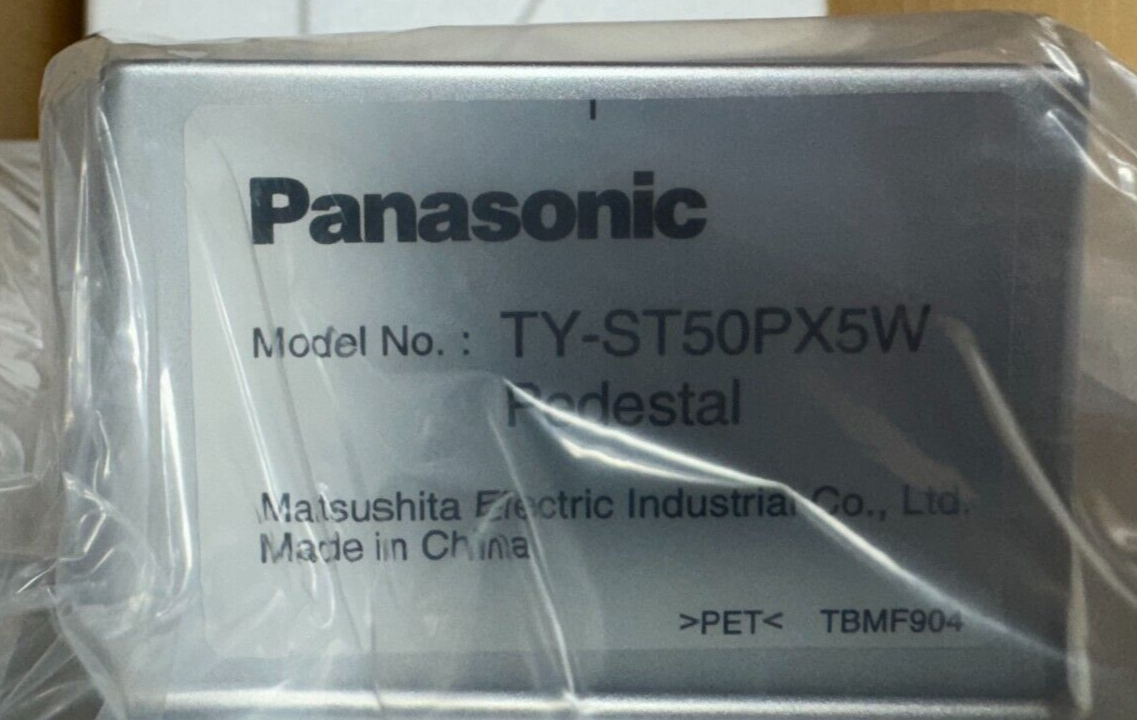 Panasonic
Model No. : TY-ST50PX5W
Pedestal
Matsushita Electric Industrial Co., Ltd.
Made in China
>PET< TBMF904